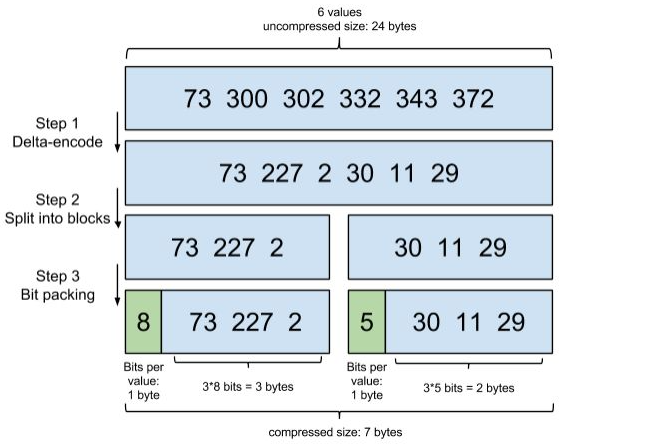 6 values
uncompressed size: 24 bytes
73 300 302 332 343 372
Step 1
Delta-encode
73 227 2 30 11 29
Step 2
Split into blocks
73 227 2
30 11 29
Step 3
Bit packing
8
73 227 2
5
30 11 29
Bits per
value:
1 byte
3*8 bits = 3 bytes
Bits per
value:
1 byte
3*5 bits = 2 bytes
compressed size: 7 bytes